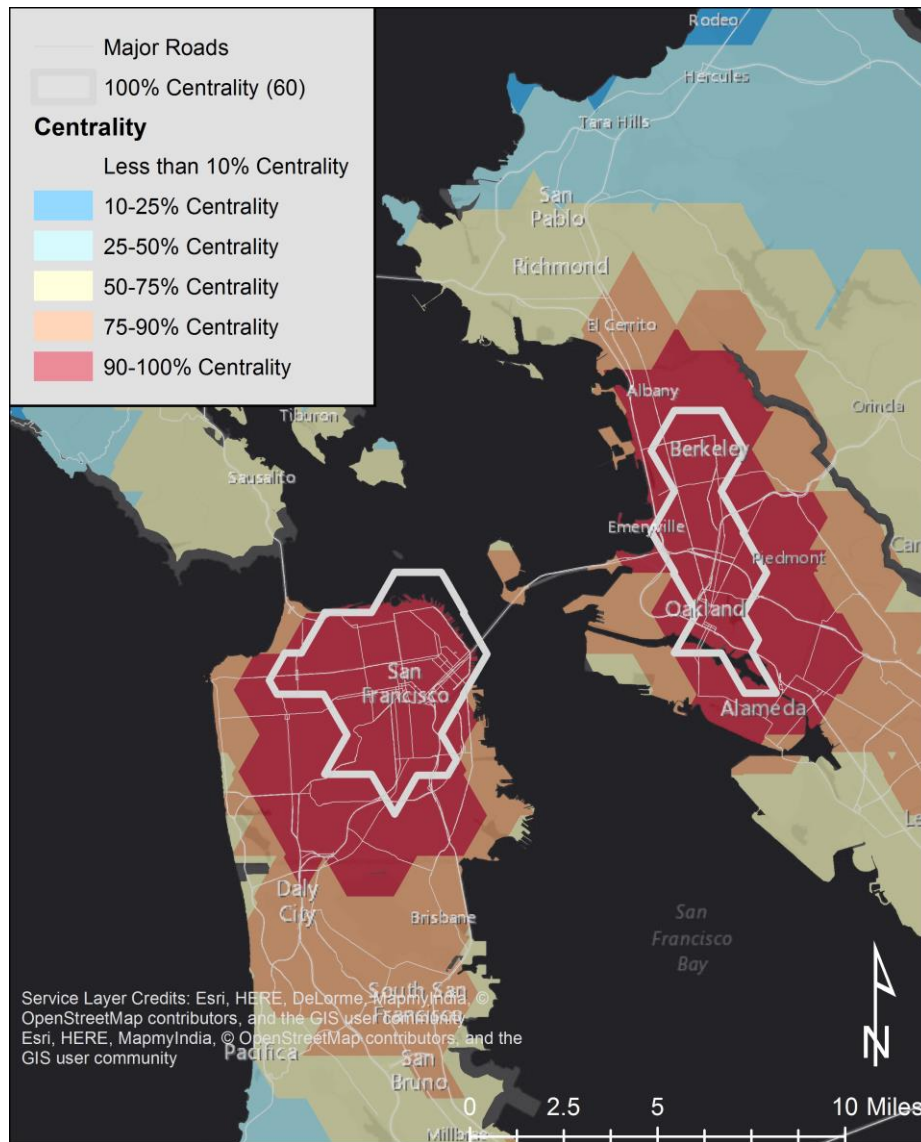 Major Roads
100% Centrality (60)
Centrality
Less than 10% Centrality
10-25% Centrality
25-50% Centrality
50-75% Centrality
75-90% Centrality
90-100% Centrality
Rodeo
Hercules
Tara Hills
San
Pablo
Richmond
El Cerrito
Albany
Orinda
Tiburon
Berkeley
Sausalito
Emeryville
Piedmont
Oakland
San
Francisco
Alameda
Daly
City
Brisbane
San
Francisco
Bay
South San
Francisco
Service Layer Credits: Esri, HERE, DeLorme, MapmyIndia, ©
OpenStreetMap contributors, and the GIS user community
Esri, HERE, MapmyIndia, © OpenStreetMap contributors, and the
GIS user community
Pacifica
San
Bruno
N
0 2.5 5 10 Miles